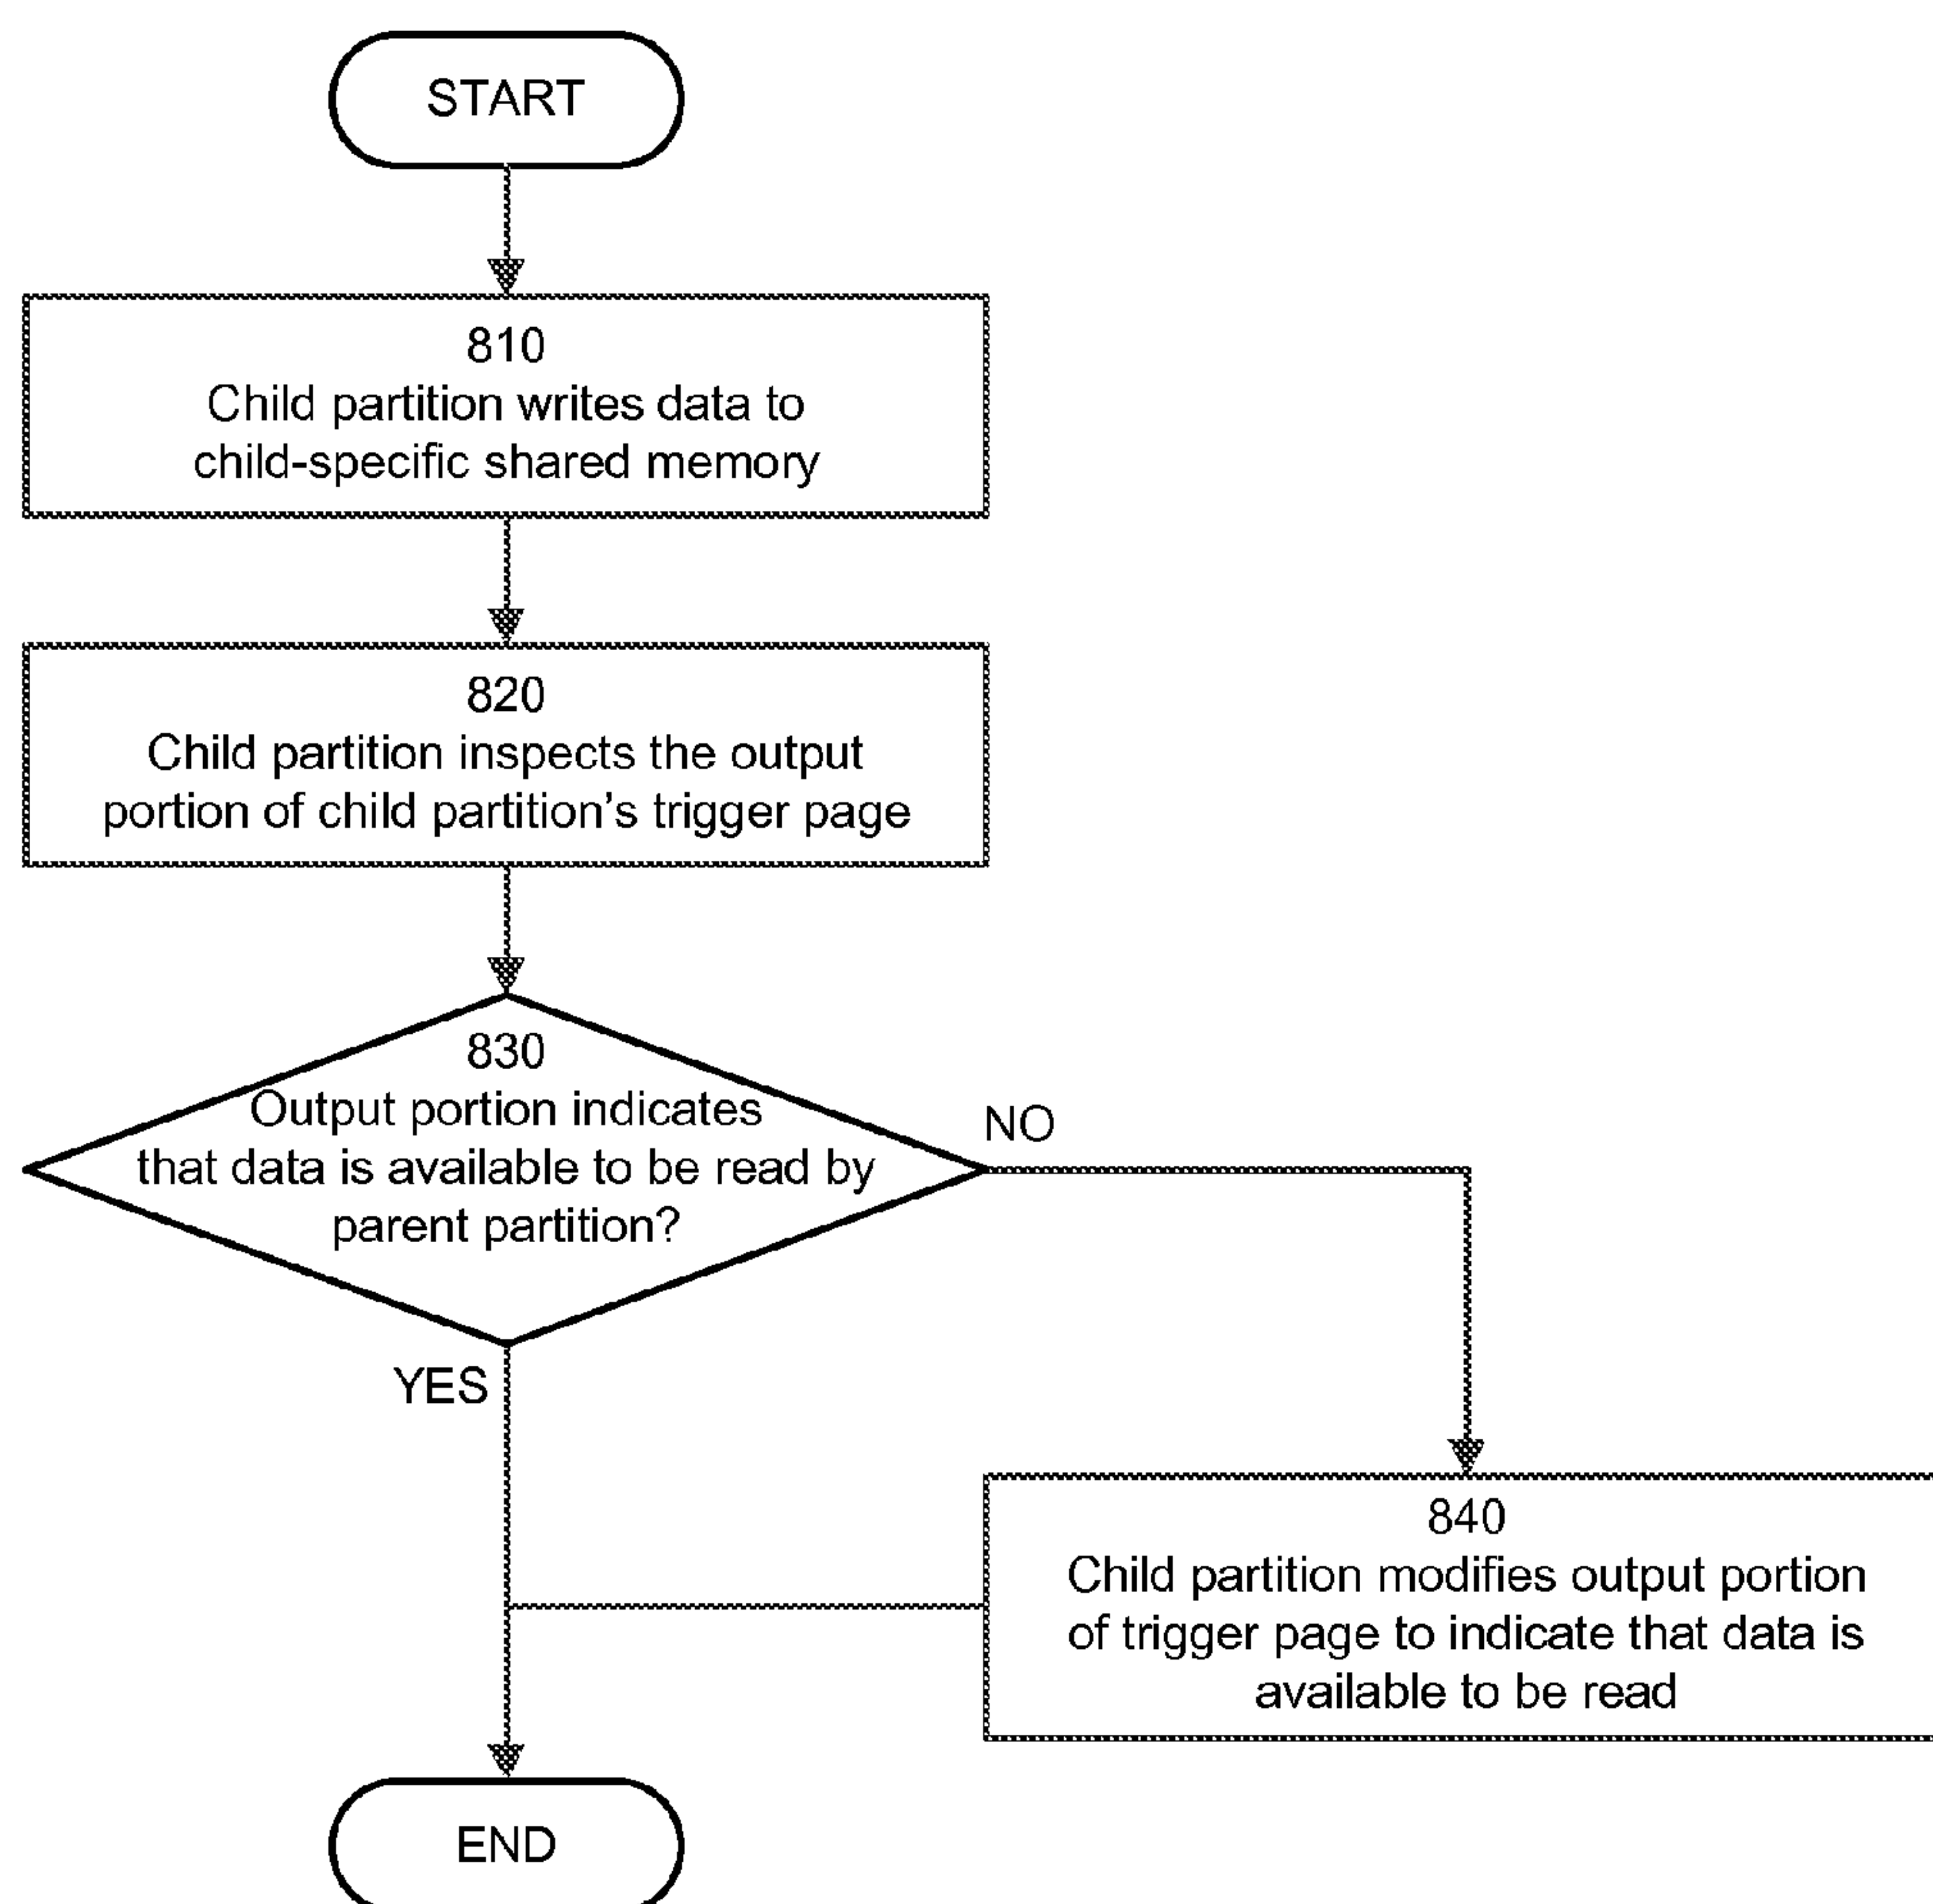 START
810
Child partition writes data to
child-specific shared memory
820
Child partition inspects the output
portion of child partition’s trigger page
830
Output portion indicates
that data is available to be read by
parent partition?
NO
YES
840
Child partition modifies output portion
of trigger page to indicate that data is
available to be read
END